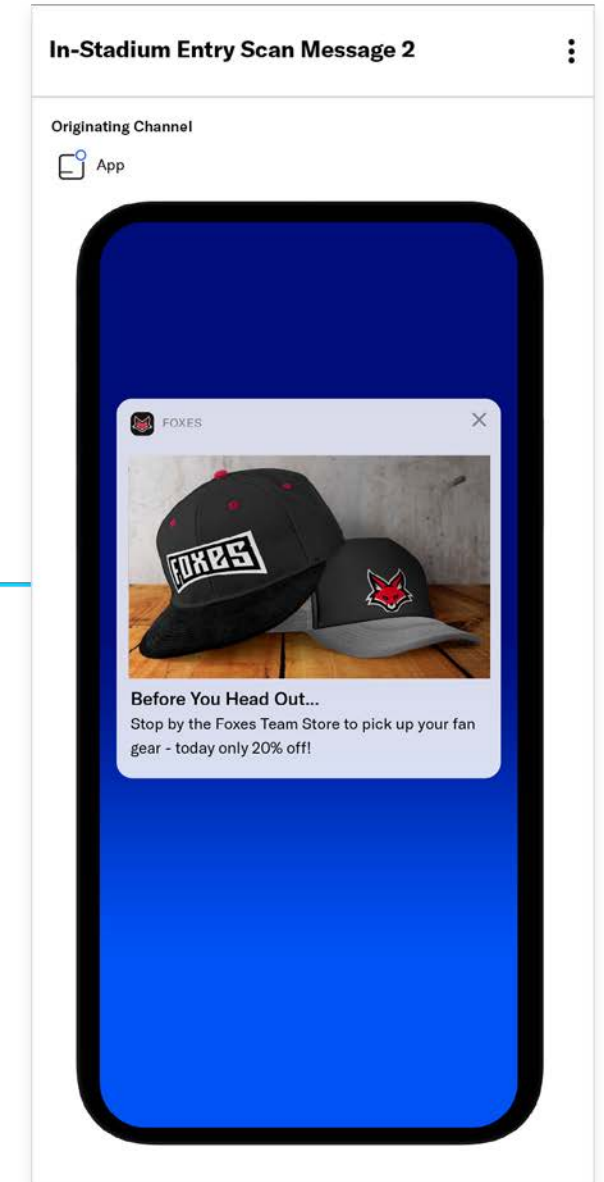 In-Stadium Entry Scan Message 2
Originating Channel
App
FOXES
FOXES
Before You Head Out...
Stop by the Foxes Team Store to pick up your fan
gear - today only 20% off!